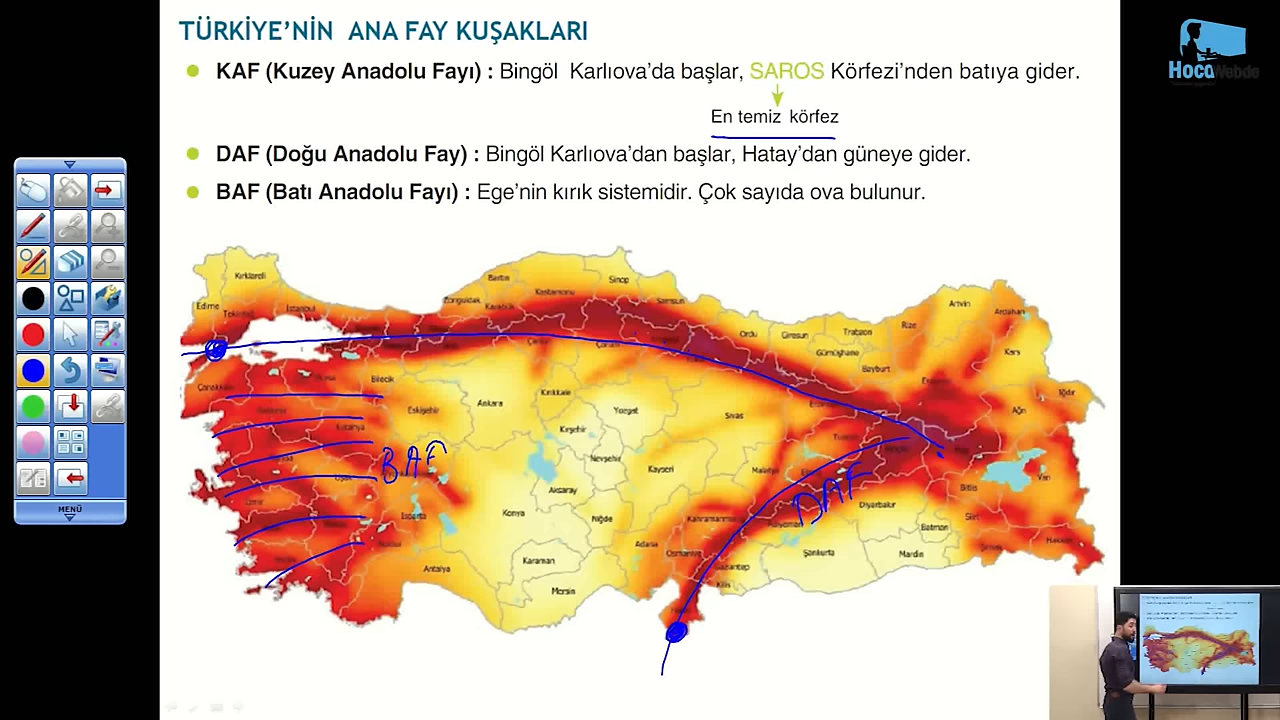 TÜRKİYE'NİN ANA FAY KUŞAKLARI
KAF (Kuzey Anadolu Fayı) : Bingöl Karlıova'da başlar, SAROS Körfezi'nden batıya gider.
En temiz körfez
DAF (Doğu Anadolu Fay) : Bingöl Karlıova'dan başlar, Hatay'dan güneye gider.
BAF (Batı Anadolu Fayı) : Ege'nin kırık sistemidir. Çok sayıda ova bulunur.
HocaWebde
MENÜ
Kırklareli
Edirne
İstanbul
Bartın
Zonguldak
Karabük
Kastamonu
Sinop
Samsun
Ordu
Giresun
Trabzon
Rize
Artvin
Ardahan
Gümüşhane
Bayburt
Kars
Iğdır
Ağrı
Çanakkale
Bursa
Bilecik
Eskişehir
Ankara
Kırıkkale
Yozgat
Sivas
Kırşehir
Kütahya
Nevşehir
Kayseri
Malatya
BAF
DAF
Aksaray
Konya
Niğde
Isparta
Kahramanmaraş
Diyarbakır
Bitlis
Van
Siirt
Batman
Mardin
Şanlıurfa
Adana
Osmaniye
Gaziantep
Kilis
Antalya
Karaman
Mersin